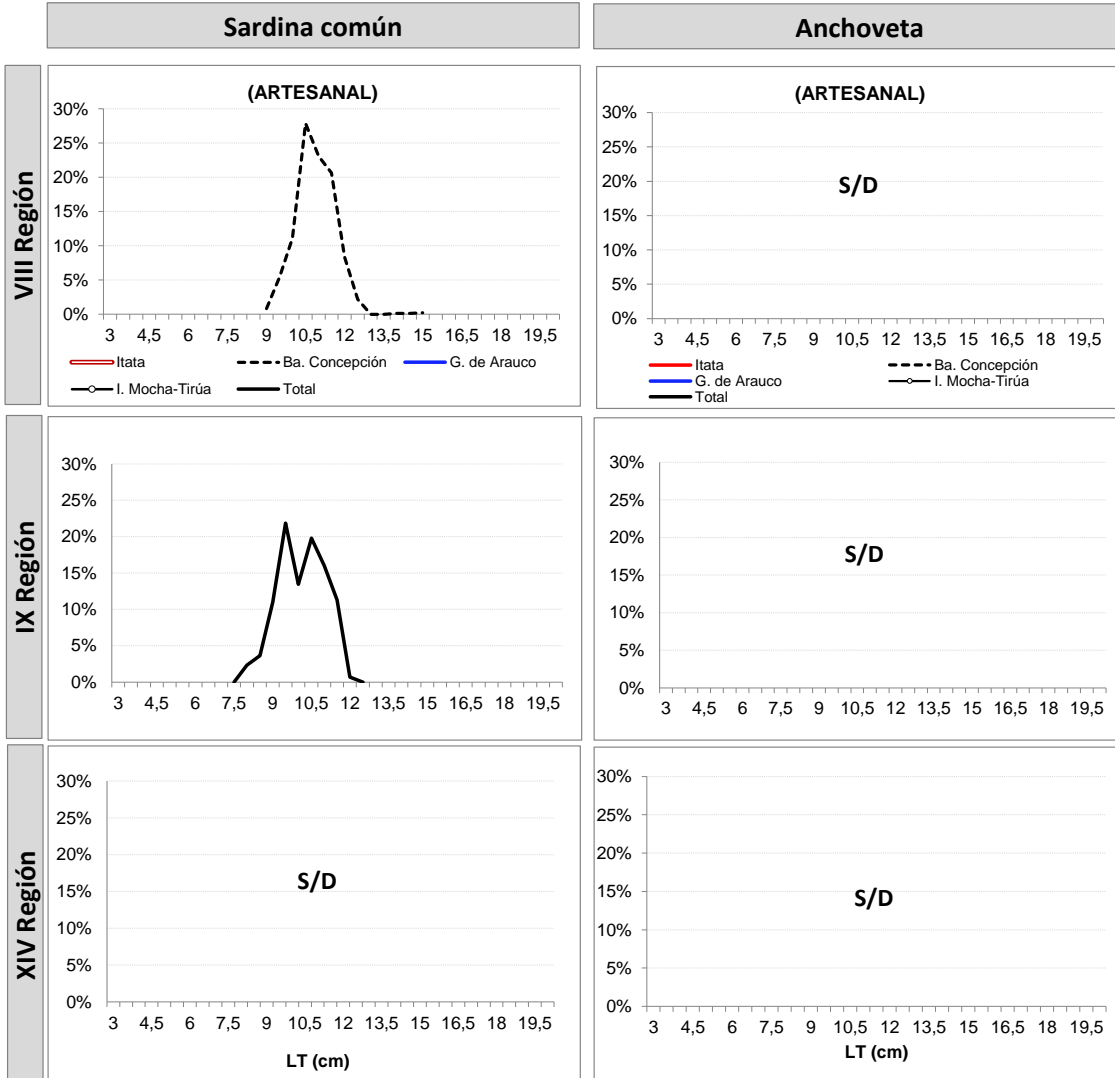 Sardina común
Anchoveta
VIII Región
(ARTESANAL)
30%
25%
20%
15%
10%
5%
0%
3 4,5 6 7,5 9 10,5 12 13,5 15 16,5 18 19,5
Itata
Ba. Concepción
G. de Arauco
I. Mocha-Tirúa
Total
(ARTESANAL)
30%
25%
20%
S/D
15%
10%
5%
0%
3 4,5 6 7,5 9 10,5 12 13,5 15 16,5 18 19,5
Itata
Ba. Concepción
G. de Arauco
I. Mocha-Tirúa
Total
IX Región
30%
25%
20%
15%
10%
5%
0%
3 4,5 6 7,5 9 10,5 12 13,5 15 16,5 18 19,5
30%
25%
20%
S/D
15%
10%
5%
0%
3 4,5 6 7,5 9 10,5 12 13,5 15 16,5 18 19,5
XIV Región
30%
25%
20%
S/D
15%
10%
5%
0%
3 4,5 6 7,5 9 10,5 12 13,5 15 16,5 18 19,5
LT (cm)
30%
25%
20%
15%
S/D
10%
5%
0%
3 4,5 6 7,5 9 10,5 12 13,5 15 16,5 18 19,5
LT (cm)